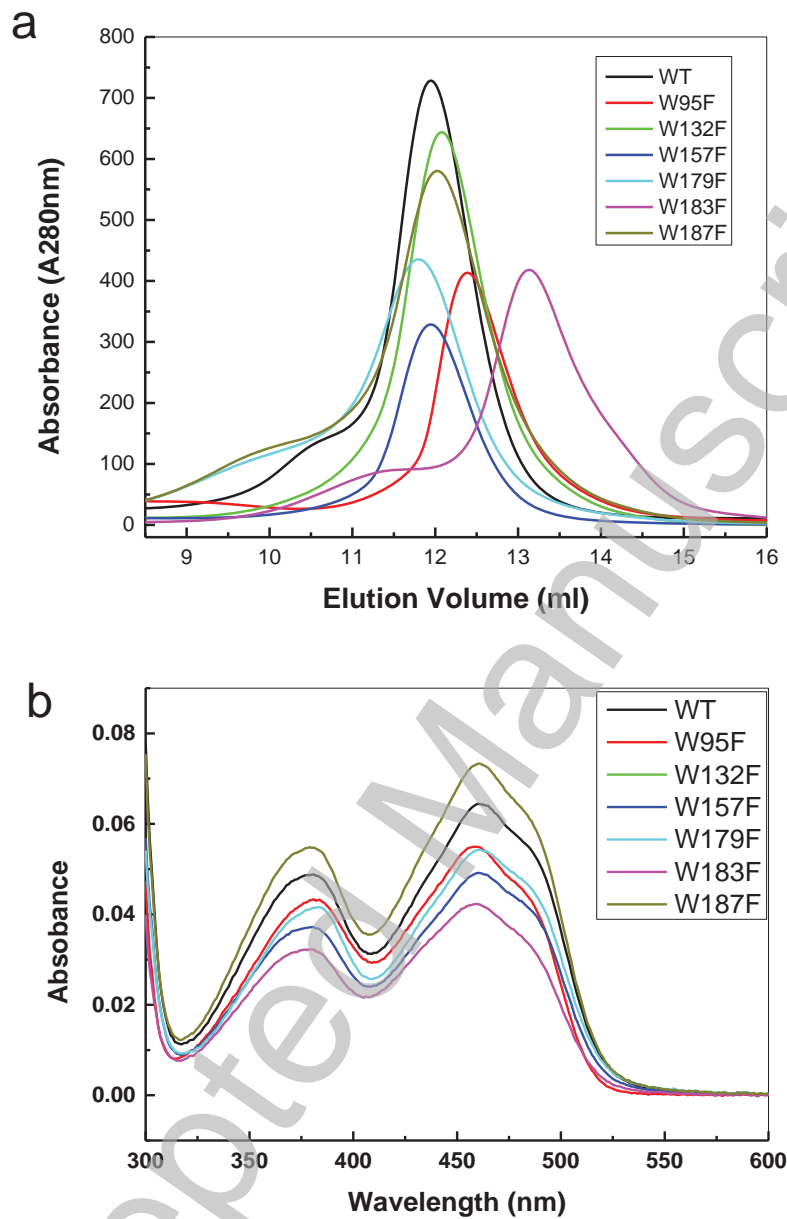 a
800
700
600
500
400
300
200
100
0
Absorbance (A280nm)
WT
W95F
W132F
W157F
W179F
W183F
W187F
9 10 11 12 13 14 15 16
Elution Volume (ml)
b
0.08
0.06
0.04
0.02
0.00
Absobance
WT
W95F
W132F
W157F
W179F
W183F
W187F
300 350 400 450 500 550 600
Wavelength (nm)
epted Manuscri